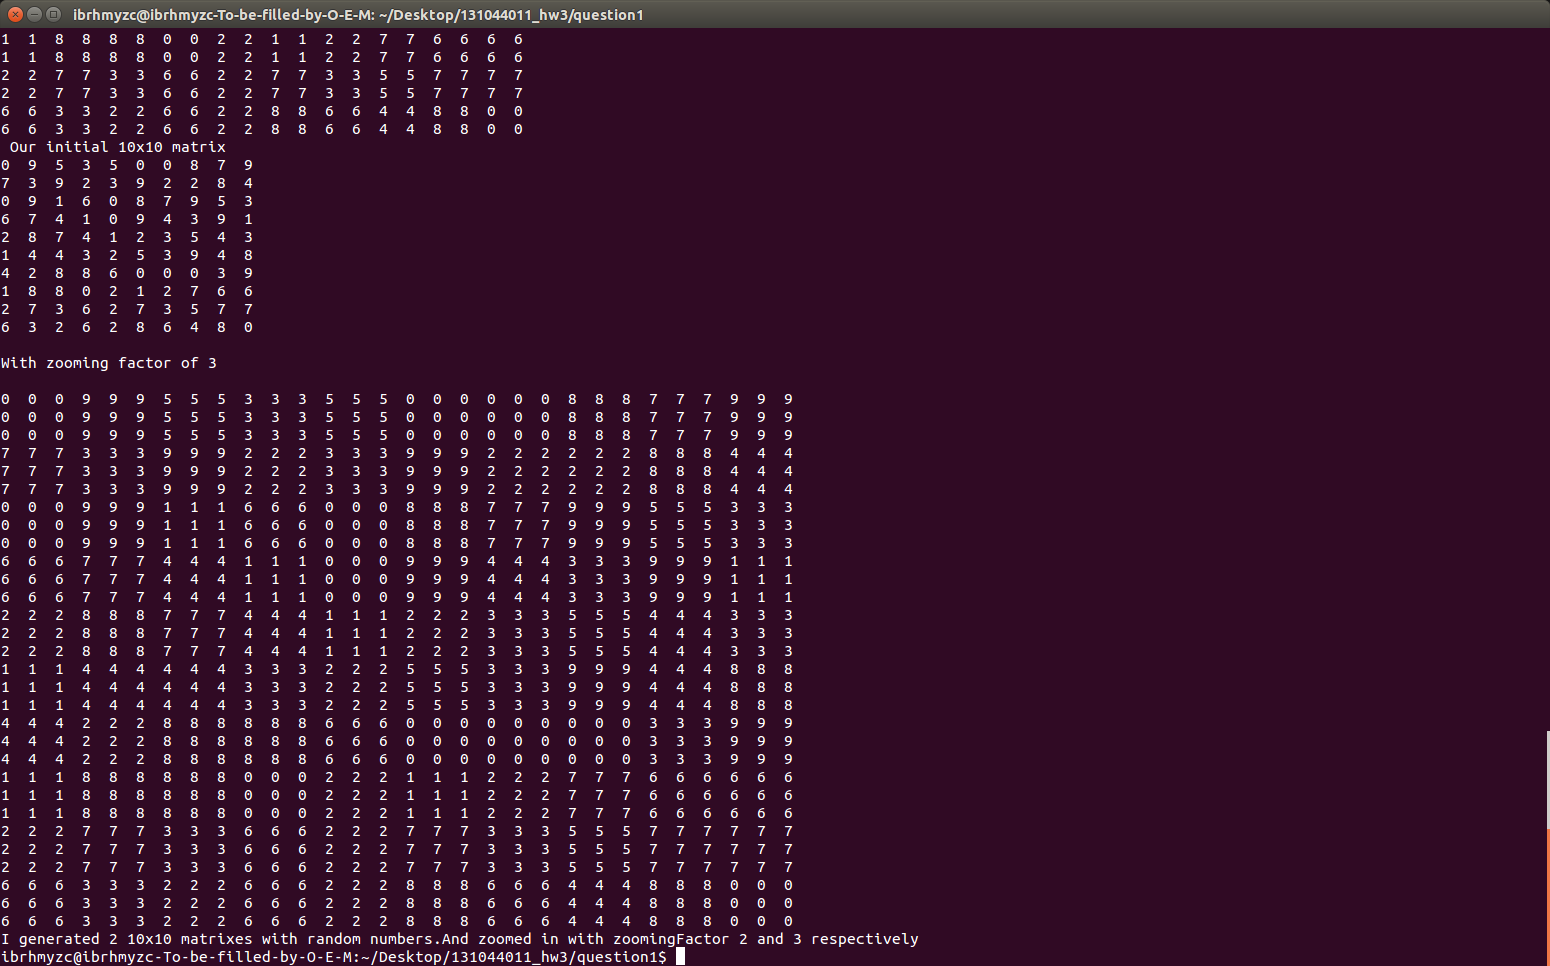 ibrhmyzc@ibrhmyzc-To-be-filled-by-O-E-M: ~/Desktop/131044011_hw3/question1
1 1 8 8 8 8 0 0 2 2 1 1 2 2 7 7 6 6 6 6
1 1 8 8 8 8 0 0 2 2 1 1 2 2 7 7 6 6 6 6
2 2 7 7 3 3 6 6 2 2 7 7 3 3 5 5 7 7 7 7
2 2 7 7 3 3 6 6 2 2 7 7 3 3 5 5 7 7 7 7
6 6 3 3 2 2 6 6 2 2 8 8 6 6 4 4 8 8 0 0
6 6 3 3 2 2 6 6 2 2 8 8 6 6 4 4 8 8 0 0
Our initial 10x10 matrix
0 9 5 3 5 0 0 8 7 9
7 3 9 2 3 9 2 2 8 4
0 9 1 6 0 8 7 9 5 3
6 7 4 1 0 9 4 3 9 1
2 8 7 4 1 2 3 5 4 3
1 4 4 3 2 5 3 9 4 8
4 2 8 8 6 0 0 0 3 9
1 8 8 0 2 1 2 7 6 6
2 7 3 6 2 7 3 5 7 7
6 3 2 6 2 8 6 4 8 0
With zooming factor of 3
0 0 0 9 9 9 5 5 5 3 3 3 5 5 5 0 0 0 0 0 0 8 8 8 7 7 7 9 9 9
0 0 0 9 9 9 5 5 5 3 3 3 5 5 5 0 0 0 0 0 0 8 8 8 7 7 7 9 9 9
0 0 0 9 9 9 5 5 5 3 3 3 5 5 5 0 0 0 0 0 0 8 8 8 7 7 7 9 9 9
7 7 7 3 3 3 9 9 9 2 2 2 3 3 3 9 9 9 2 2 2 2 2 2 8 8 8 4 4 4
7 7 7 3 3 3 9 9 9 2 2 2 3 3 3 9 9 9 2 2 2 2 2 2 8 8 8 4 4 4
7 7 7 3 3 3 9 9 9 2 2 2 3 3 3 9 9 9 2 2 2 2 2 2 8 8 8 4 4 4
0 0 0 9 9 9 1 1 1 6 6 6 0 0 0 8 8 8 7 7 7 9 9 9 5 5 5 3 3 3
0 0 0 9 9 9 1 1 1 6 6 6 0 0 0 8 8 8 7 7 7 9 9 9 5 5 5 3 3 3
0 0 0 9 9 9 1 1 1 6 6 6 0 0 0 8 8 8 7 7 7 9 9 9 5 5 5 3 3 3
6 6 6 7 7 7 4 4 4 1 1 1 0 0 0 9 9 9 4 4 4 3 3 3 9 9 9 1 1 1
6 6 6 7 7 7 4 4 4 1 1 1 0 0 0 9 9 9 4 4 4 3 3 3 9 9 9 1 1 1
6 6 6 7 7 7 4 4 4 1 1 1 0 0 0 9 9 9 4 4 4 3 3 3 9 9 9 1 1 1
2 2 2 8 8 8 7 7 7 4 4 4 1 1 1 2 2 2 3 3 3 5 5 5 4 4 4 3 3 3
2 2 2 8 8 8 7 7 7 4 4 4 1 1 1 2 2 2 3 3 3 5 5 5 4 4 4 3 3 3
2 2 2 8 8 8 7 7 7 4 4 4 1 1 1 2 2 2 3 3 3 5 5 5 4 4 4 3 3 3
1 1 1 4 4 4 4 4 4 3 3 3 2 2 2 5 5 5 3 3 3 9 9 9 4 4 4 8 8 8
1 1 1 4 4 4 4 4 4 3 3 3 2 2 2 5 5 5 3 3 3 9 9 9 4 4 4 8 8 8
1 1 1 4 4 4 4 4 4 3 3 3 2 2 2 5 5 5 3 3 3 9 9 9 4 4 4 8 8 8
4 4 4 2 2 2 8 8 8 8 8 8 6 6 6 0 0 0 0 0 0 0 0 0 3 3 3 9 9 9
4 4 4 2 2 2 8 8 8 8 8 8 6 6 6 0 0 0 0 0 0 0 0 0 3 3 3 9 9 9
4 4 4 2 2 2 8 8 8 8 8 8 6 6 6 0 0 0 0 0 0 0 0 0 3 3 3 9 9 9
1 1 1 8 8 8 8 8 8 0 0 0 2 2 2 1 1 1 2 2 2 7 7 7 6 6 6 6 6 6
1 1 1 8 8 8 8 8 8 0 0 0 2 2 2 1 1 1 2 2 2 7 7 7 6 6 6 6 6 6
1 1 1 8 8 8 8 8 8 0 0 0 2 2 2 1 1 1 2 2 2 7 7 7 6 6 6 6 6 6
2 2 2 7 7 7 3 3 3 6 6 6 2 2 2 7 7 7 3 3 3 5 5 5 7 7 7 7 7 7
2 2 2 7 7 7 3 3 3 6 6 6 2 2 2 7 7 7 3 3 3 5 5 5 7 7 7 7 7 7
2 2 2 7 7 7 3 3 3 6 6 6 2 2 2 7 7 7 3 3 3 5 5 5 7 7 7 7 7 7
6 6 6 3 3 3 2 2 2 6 6 6 2 2 2 8 8 8 6 6 6 4 4 4 8 8 8 0 0 0
6 6 6 3 3 3 2 2 2 6 6 6 2 2 2 8 8 8 6 6 6 4 4 4 8 8 8 0 0 0
6 6 6 3 3 3 2 2 2 6 6 6 2 2 2 8 8 8 6 6 6 4 4 4 8 8 8 0 0 0
I generated 2 10x10 matrixes with random numbers.And zoomed in with zoomingFactor 2 and 3 respectively
ibrhmyzc@ibrhmyzc-To-be-filled-by-O-E-M:~/Desktop/131044011_hw3/question1$